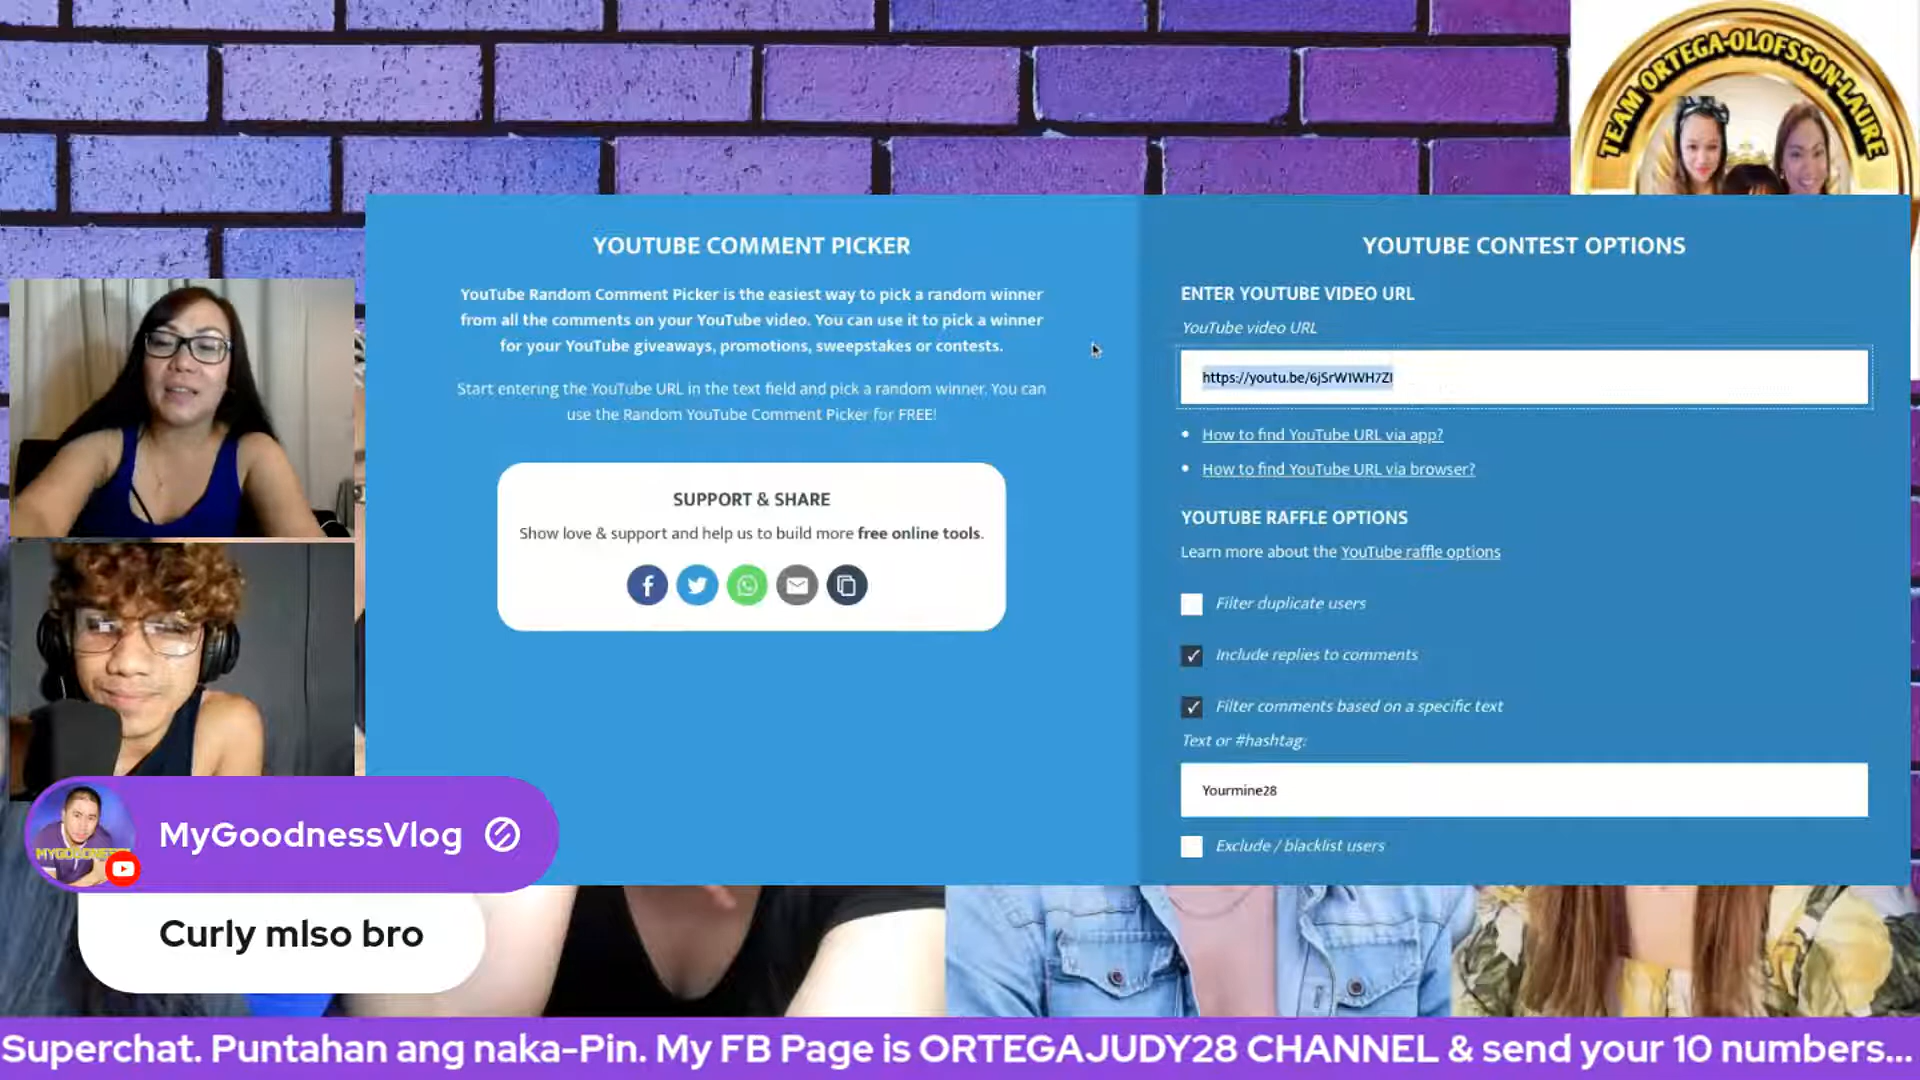 TEAM ORTEGA-OLOFSSON-LAURE
YOUTUBE COMMENT PICKER
YouTube Random Comment Picker is the easiest way to pick a random winner
from all the comments on your YouTube video. You can use it to pick a winner
for your YouTube giveaways, promotions, sweepstakes or contests.
Start entering the YouTube URL in the text field and pick a random winner. You can
use the Random YouTube Comment Picker for FREE!
SUPPORT & SHARE
Show love & support and help us to build more free online tools.
YOUTUBE CONTEST OPTIONS
ENTER YOUTUBE VIDEO URL
YouTube video URL
https://youtu.be/6jSrW1WH7ZI
How to find YouTube URL via app?
How to find YouTube URL via browser?
YOUTUBE RAFFLE OPTIONS
Learn more about the YouTube raffle options
Filter duplicate users
Include replies to comments
Filter comments based on a specific text
Text or #hashtag:
Yourmine28
Exclude / blacklist users
MyGoodnessVlog
Curly mlso bro
Superchat. Puntahan ang naka-Pin. My FB Page is ORTEGAJUDY28 CHANNEL & send your 10 numbers...